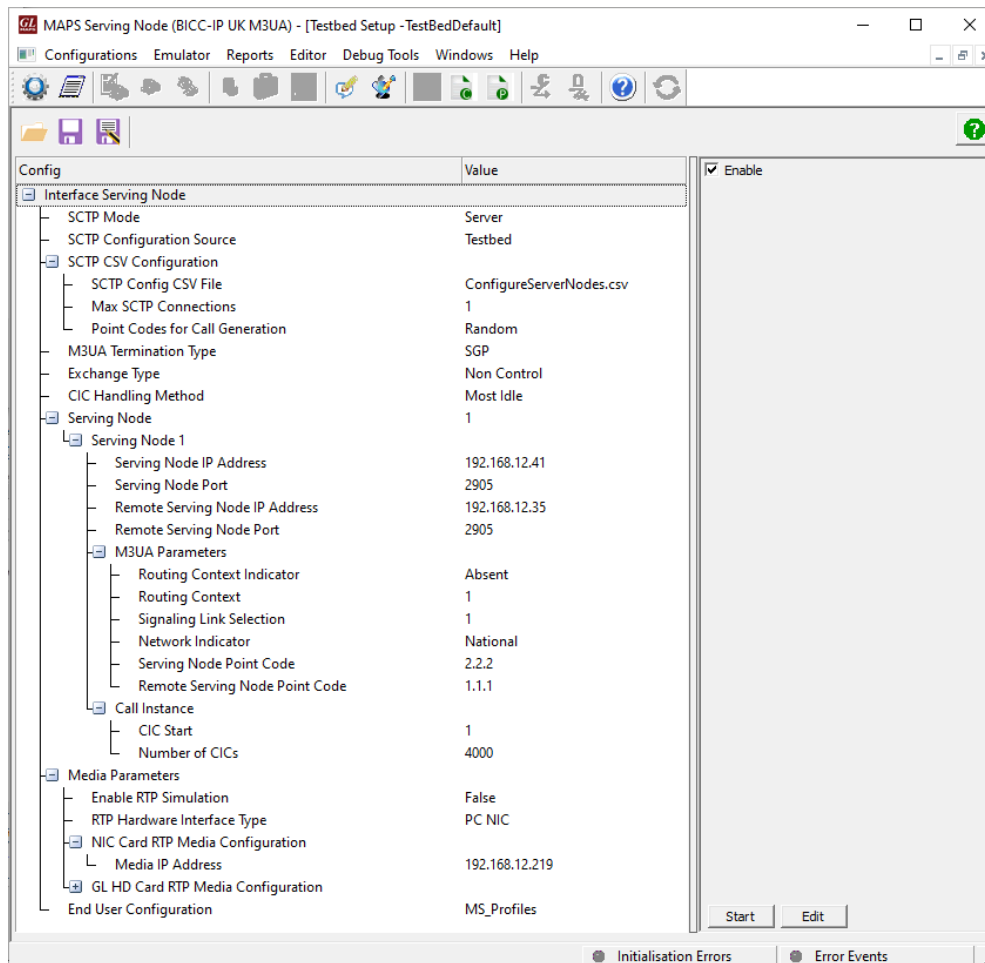 GL MAPS MAPS Serving Node (BICC-IP UK M3UA) - [Testbed Setup -TestBedDefault]
Configurations Emulator Reports Editor Debug Tools Windows Help
Config Value
Enable
Interface Serving Node
SCTP Mode Server
SCTP Configuration Source Testbed
SCTP CSV Configuration
SCTP Config CSV File ConfigureServerNodes.csv
Max SCTP Connections 1
Point Codes for Call Generation Random
M3UA Termination Type SGP
Exchange Type Non Control
CIC Handling Method Most Idle
Serving Node 1
Serving Node 1
Serving Node IP Address 192.168.12.41
Serving Node Port 2905
Remote Serving Node IP Address 192.168.12.35
Remote Serving Node Port 2905
M3UA Parameters
Routing Context Indicator Absent
Routing Context 1
Signaling Link Selection 1
Network Indicator National
Serving Node Point Code 2.2.2
Remote Serving Node Point Code 1.1.1
Call Instance
CIC Start 1
Number of CICs 4000
Media Parameters
Enable RTP Simulation False
RTP Hardware Interface Type PC NIC
NIC Card RTP Media Configuration
Media IP Address 192.168.12.219
GL HD Card RTP Media Configuration
End User Configuration MS_Profiles
Start Edit
Initialisation Errors Error Events